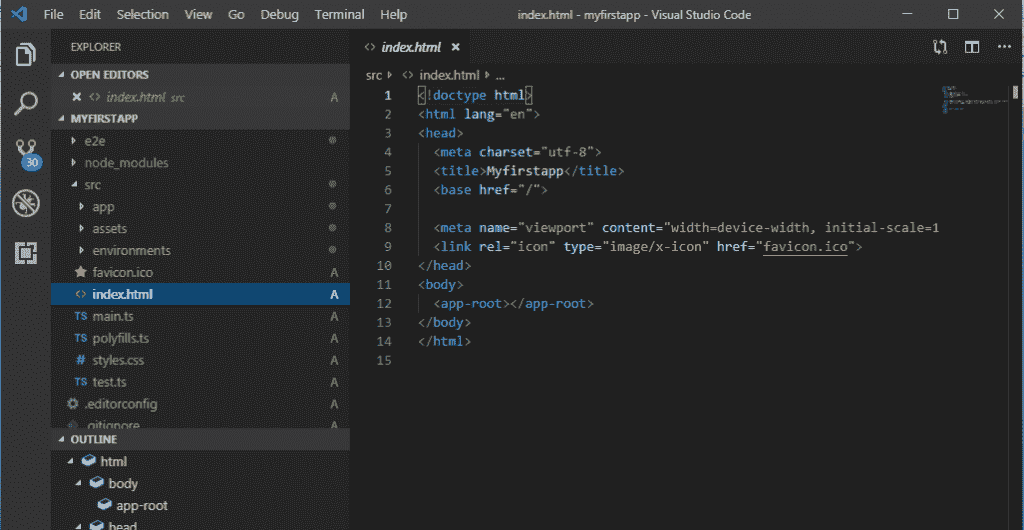 File Edit Selection View Go Debug Terminal Help
index.html - myfirstapp - Visual Studio Code
EXPLORER
OPEN EDITORS
index.html src A
MYFIRSTAPP
e2e
node_modules
src
app
assets
environments
favicon.ico A
index.html A
TS main.ts A
TS polyfills.ts A
# styles.css A
TS test.ts A
.editorconfig A
.gitignore A
OUTLINE
html
body
app-root
head
30
index.html
src index.html ...
1 <!doctype html>
2 <html lang="en">
3 <head>
4 <meta charset="utf-8">
5 <title>Myfirstapp</title>
6 <base href="/">
7
8 <meta name="viewport" content="width=device-width, initial-scale=1
9 <link rel="icon" type="image/x-icon" href="favicon.ico">
10 </head>
11 <body>
12 <app-root></app-root>
13 </body>
14 </html>
15